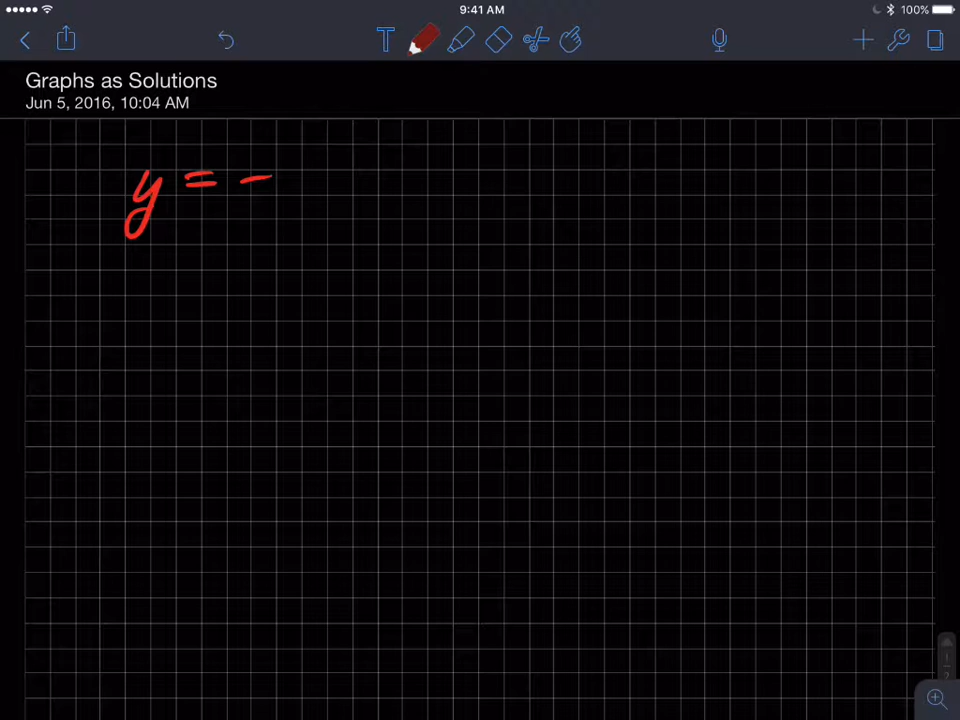 9:41 AM
100%
T
Graphs as Solutions
Jun 5, 2016, 10:04 AM
y = -